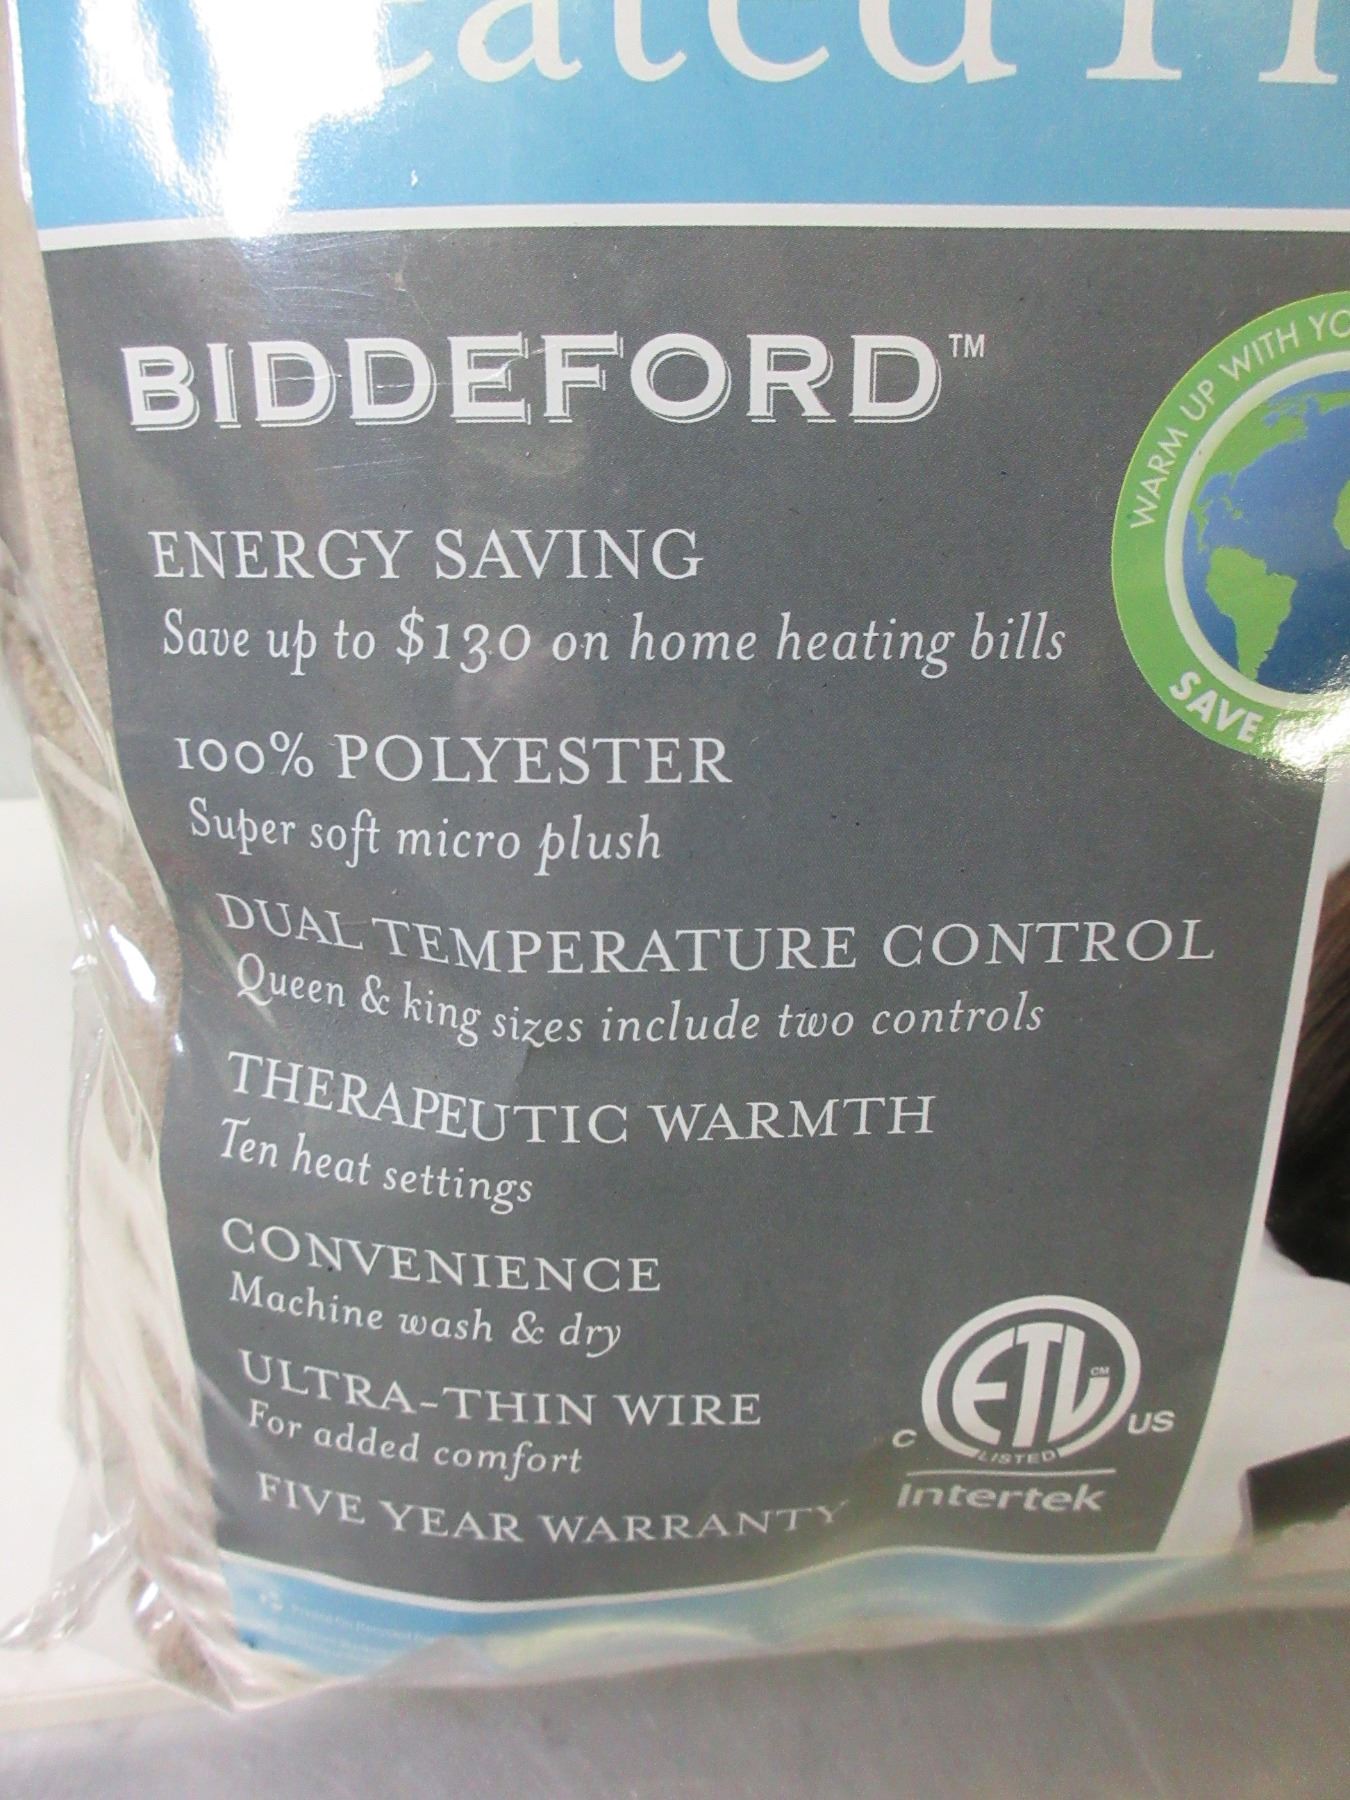 BIDDEFORD™
WARM UP WITH
SAVE
ENERGY SAVING
Save up to $130 on home heating bills
100% POLYESTER
Super soft micro plush
DUAL TEMPERATURE CONTROL
Queen & king sizes include two controls
THERAPEUTIC WARMTH
Ten heat settings
CONVENIENCE
Machine wash & dry
ULTRA-THIN WIRE
For added comfort
FIVE YEAR WARRANTY
ETL CM
C US
LISTED
Intertek